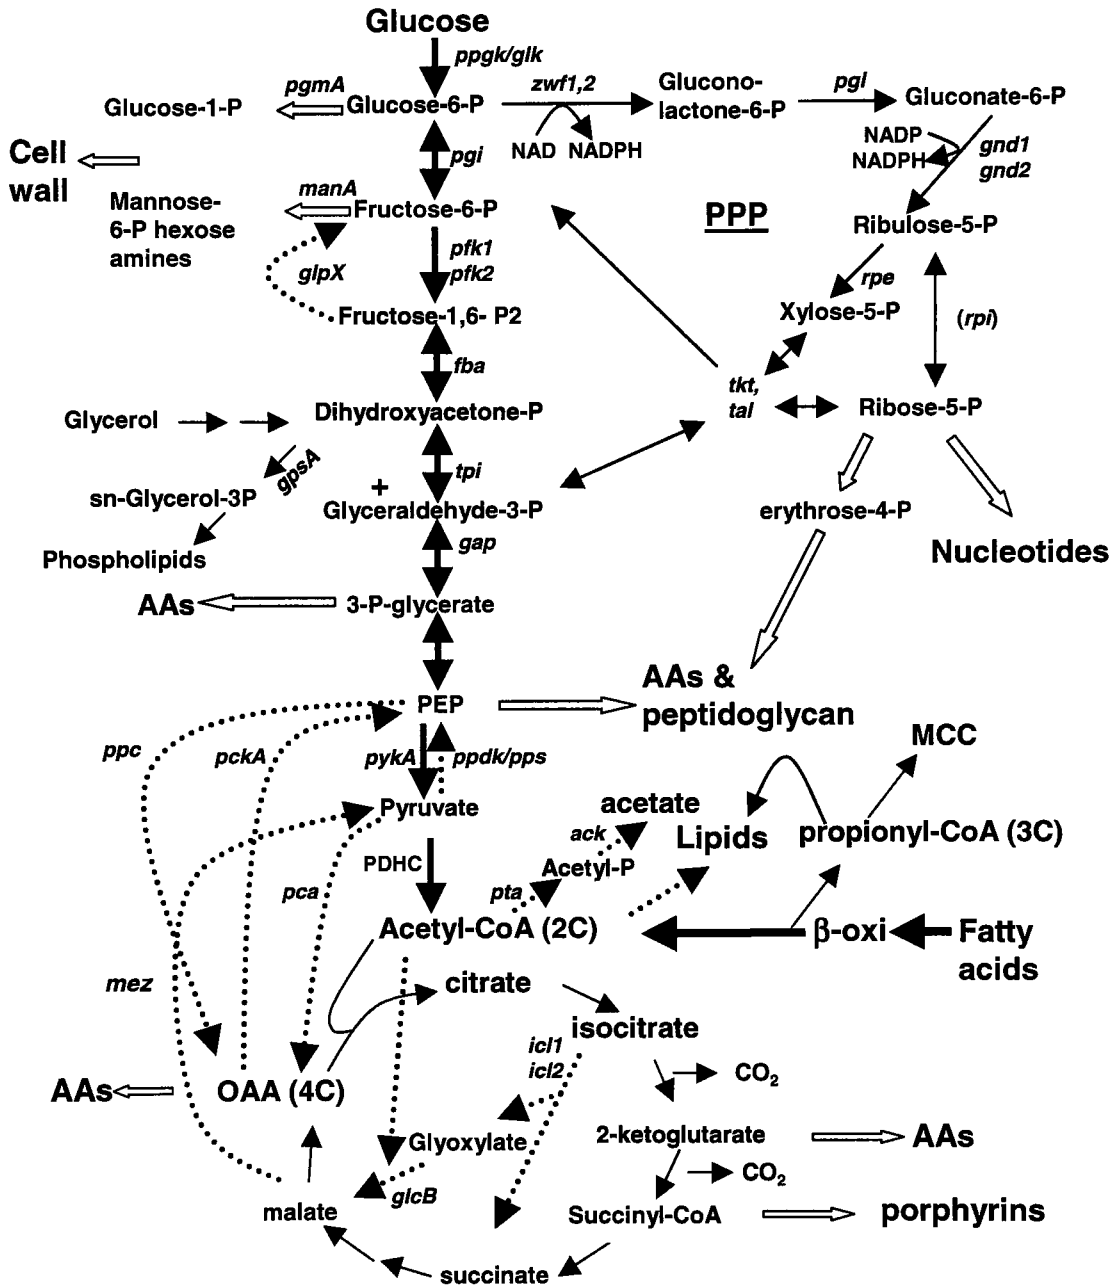 Glucose
ppgk/glk
pgmA
Glucose-1-P
Glucose-6-P
zwf1,2
Glucono-
lactone-6-P
pgl
Gluconate-6-P
NAD NADPH
NADP
NADPH
gnd1
gnd2
Cell
wall
pgi
manA
Mannose-
6-P hexose
amines
Fructose-6-P
PPP
Ribulose-5-P
glpX
pfk1
pfk2
rpe
Xylose-5-P
(rpi)
Fructose-1,6- P2
fba
tkt,
tal
Ribose-5-P
Glycerol
Dihydroxyacetone-P
gpsA
tpi
sn-Glycerol-3P
+
Glyceraldehyde-3-P
erythrose-4-P
Nucleotides
Phospholipids
gap
AAs
3-P-glycerate
PEP
AAs &
peptidoglycan
MCC
ppc
pckA
pykA
ppdk/pps
Pyruvate
acetate
Lipids
propionyl-CoA (3C)
ack
PDHC
Acetyl-P
pca
pta
Acetyl-CoA (2C)
β-oxi
Fatty
acids
mez
citrate
isocitrate
icl1
icl2
CO2
AAs
OAA (4C)
Glyoxylate
2-ketoglutarate
AAs
CO2
glcB
malate
Succinyl-CoA
porphyrins
succinate